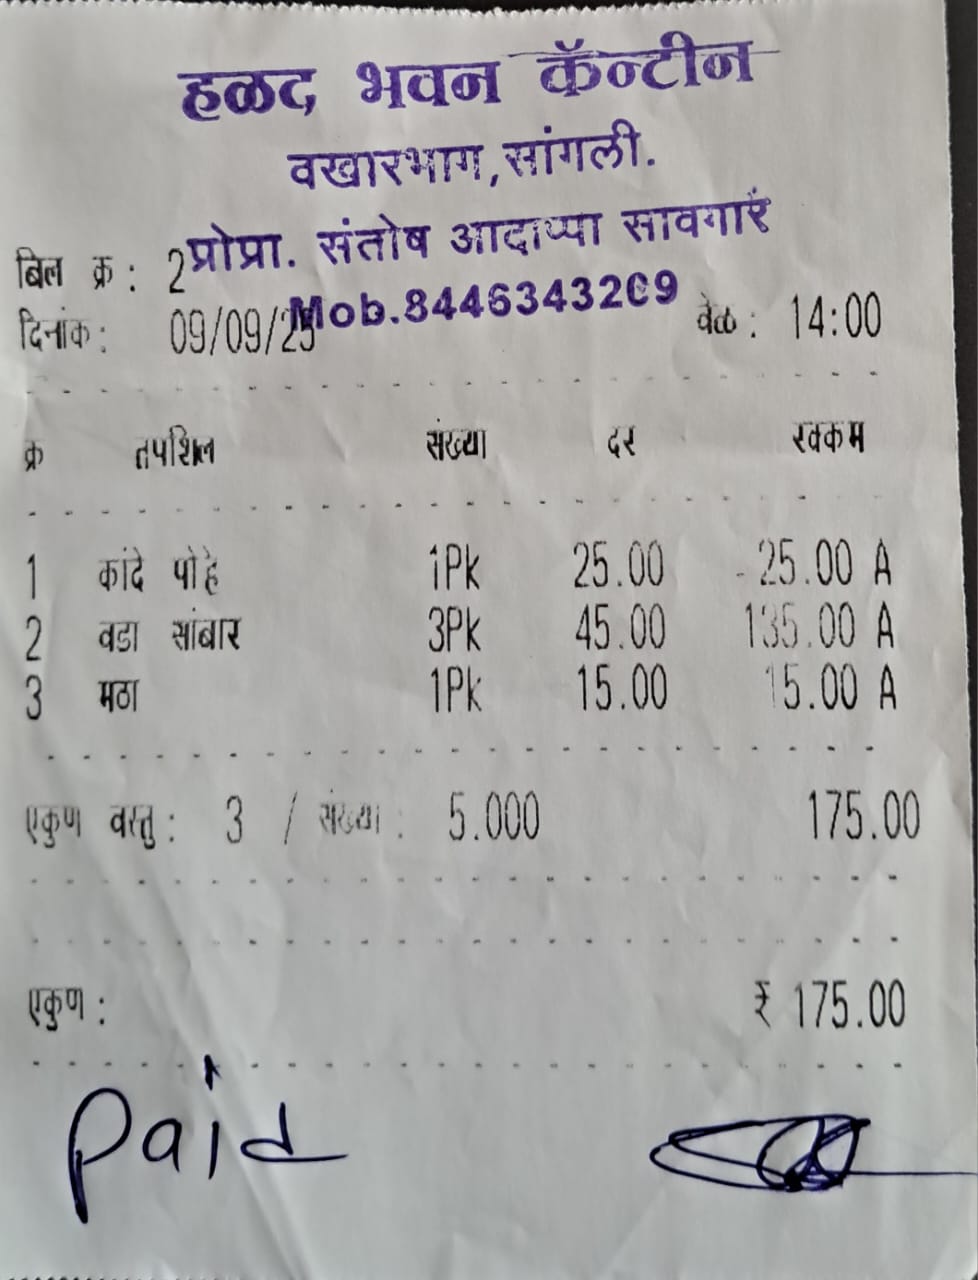 हळद भवन कॅन्टीन
वखारभाग,सांगली.
प्रोप्रा. संतोष आदाप्पा सावगारं
Mob.8446343209
बिल क्र : 2
दिनांक : 09/09/25 वेळ : 14:00
क्र तपशिल संख्या दर रक्कम
1 कांदे पोहे 1Pk 25.00 25.00 A
2 वडा सांबार 3Pk 45.00 135.00 A
3 मठा 1Pk 15.00 15.00 A
एकुण वस्तु : 3 / संख्या : 5.000 175.00
एकुण : ₹ 175.00
paid